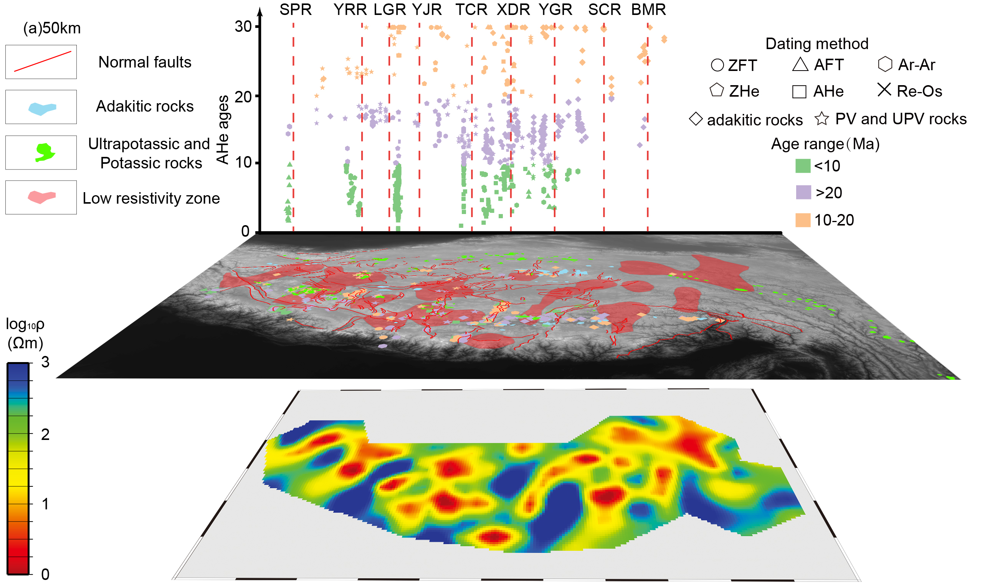 SPR YRR LGR YJR TCR XDR YGR SCR BMR
(a)50km
Normal faults
Adakitic rocks
Ultrapotassic and
Potassic rocks
Low resistivity zone
AHe ages
30
20
10
0
Dating method
ZFT AFT Ar-Ar
ZHe AHe Re-Os
adakitic rocks PV and UPV rocks
Age range(Ma)
<10
>20
10-20
log₁₀ρ
(Ωm)
3
2
1
0